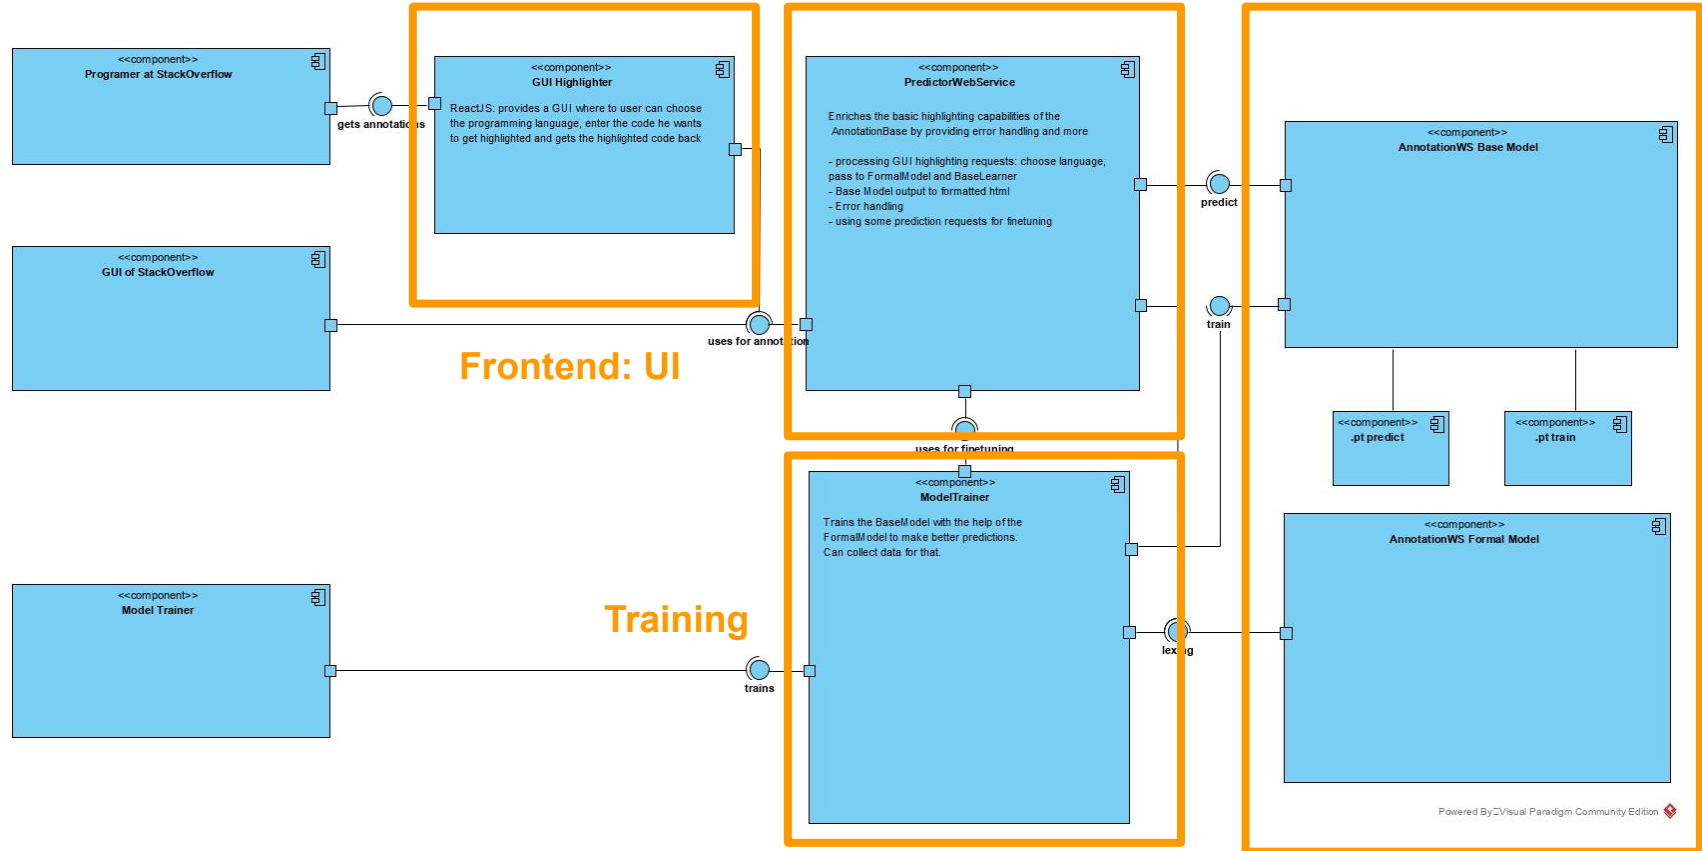 <<component>>
Programer at StackOverflow
gets annotations
<<component>>
GUI Highlighter
ReactJS: provides a GUI where to user can choose
the programming language, enter the code he wants
to get highlighted and gets the highlighted code back
<<component>>
PredictorWebService
Enriches the basic highlighting capabilities of the
AnnotationBase by providing error handling and more
- processing GUI highlighting requests: choose language,
pass to FormalModel and BaseLearner
- Base Model output to formatted html
- Error handling
- using some prediction requests for finetuning
predict
<<component>>
AnnotationWS Base Model
<<component>>
GUI of StackOverflow
uses for annotation
train
Frontend: UI
<<component>>
.pt predict
<<component>>
.pt train
uses for finetuning
<<component>>
ModelTrainer
Trains the BaseModel with the help of the
FormalModel to make better predictions.
Can collect data for that.
<<component>>
AnnotationWS Formal Model
<<component>>
Model Trainer
Training
trains
lexing
Powered By Visual Paradigm Community Edition